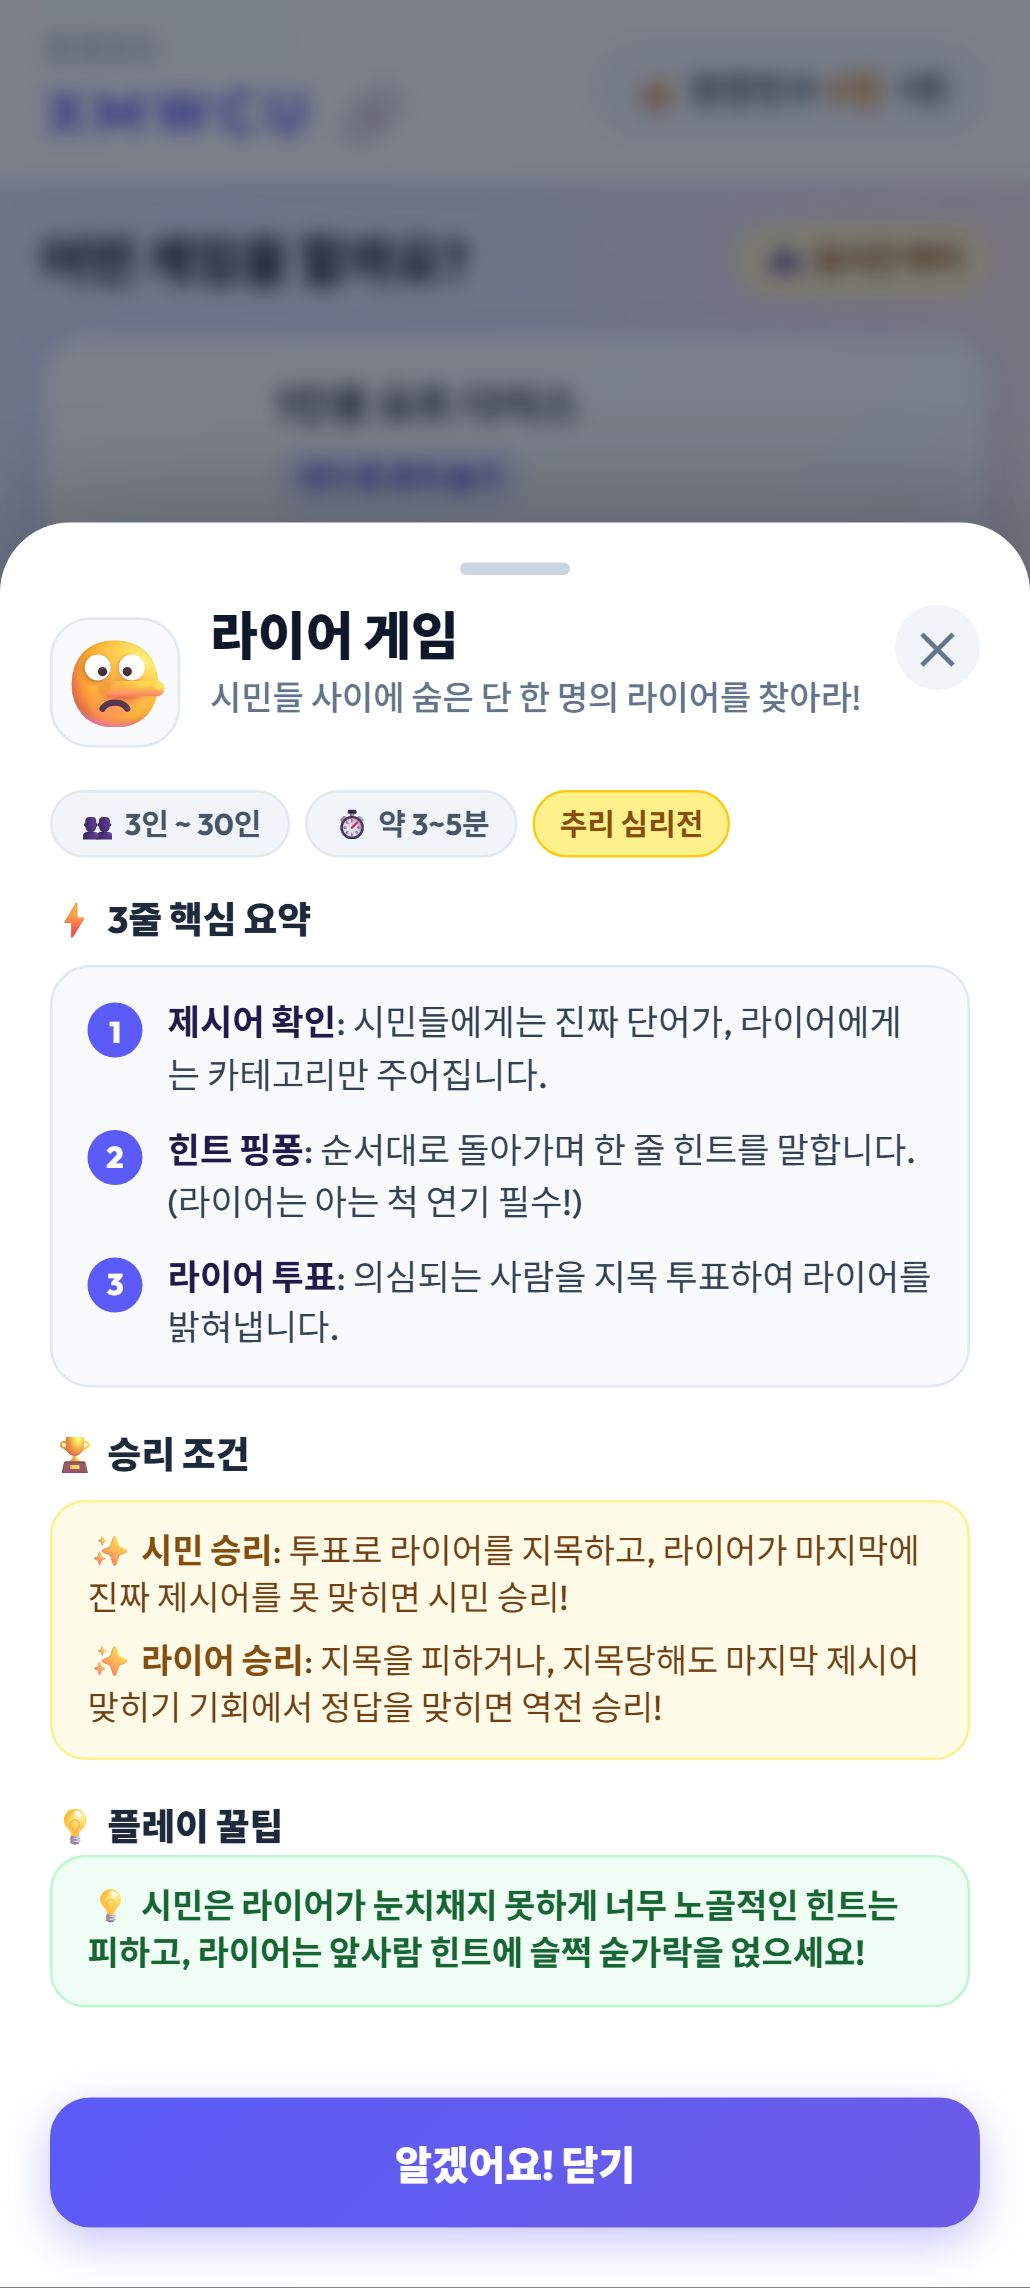 XMWCU
어떤 게임을 할까요?
라이어 게임
시민들 사이에 숨은 단 한 명의 라이어를 찾아라!
3인 ~ 30인
약 3~5분
추리 심리전
3줄 핵심 요약
1 제시어 확인: 시민들에게는 진짜 단어가, 라이어에게
는 카테고리만 주어집니다.
2 힌트 핑퐁: 순서대로 돌아가며 한 줄 힌트를 말합니다.
(라이어는 아는 척 연기 필수!)
3 라이어 투표: 의심되는 사람을 지목 투표하여 라이어를
밝혀냅니다.
승리 조건
시민 승리: 투표로 라이어를 지목하고, 라이어가 마지막에
진짜 제시어를 못 맞히면 시민 승리!
라이어 승리: 지목을 피하거나, 지목당해도 마지막 제시어
맞히기 기회에서 정답을 맞히면 역전 승리!
플레이 꿀팁
시민은 라이어가 눈치채지 못하게 너무 노골적인 힌트는
피하고, 라이어는 앞사람 힌트에 슬쩍 숟가락을 얹으세요!
알겠어요! 닫기